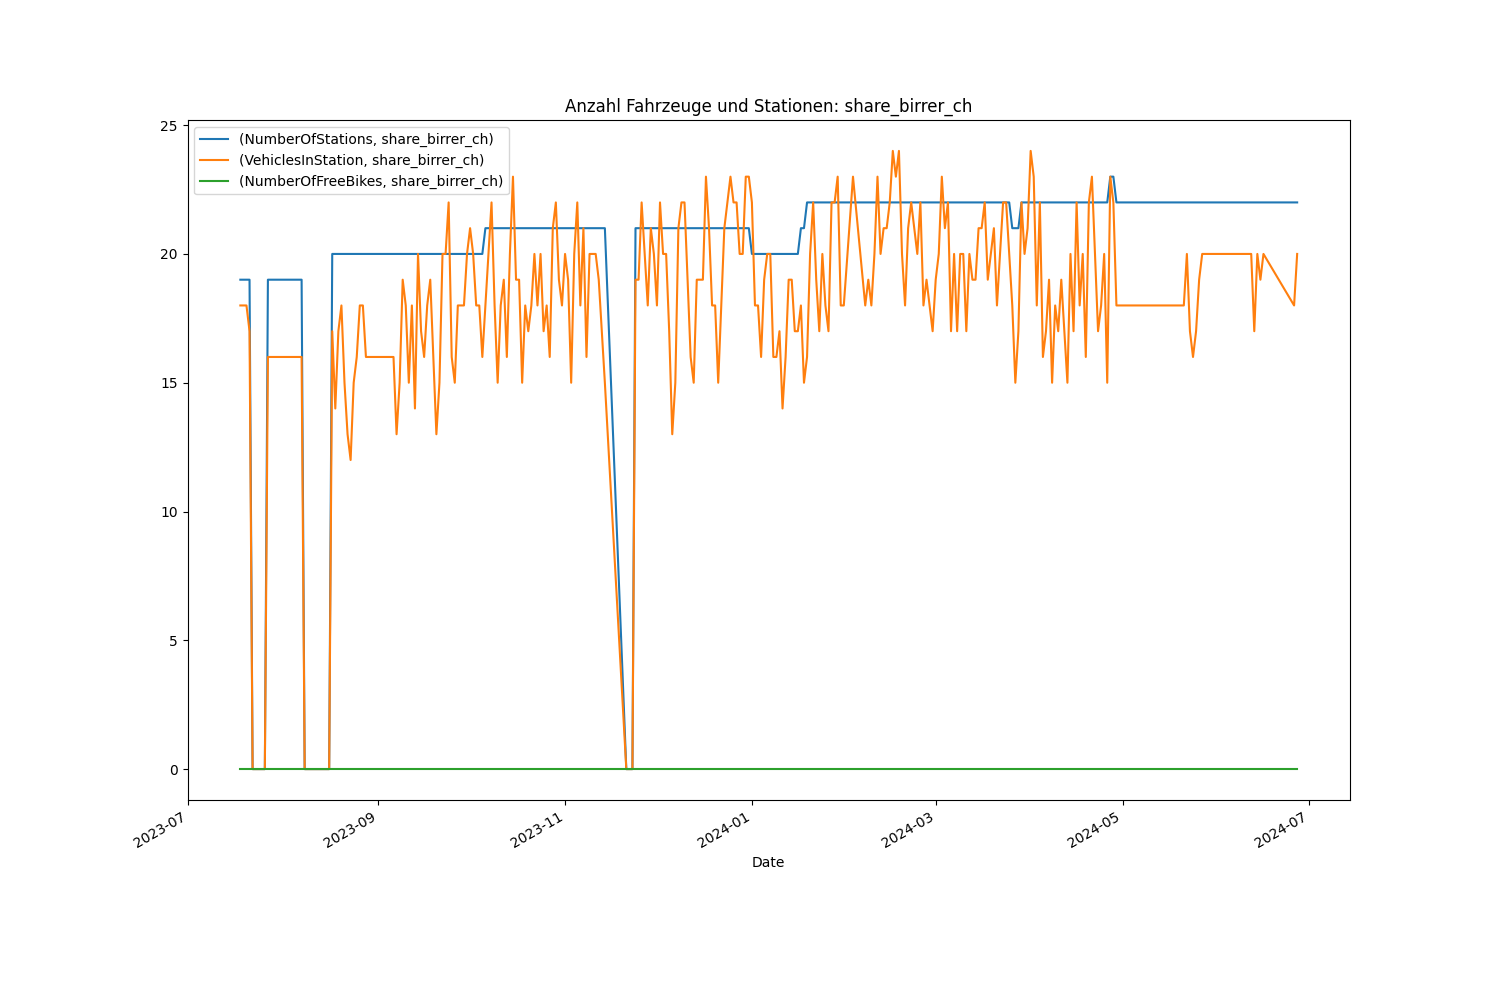 Anzahl Fahrzeuge und Stationen: share_birrer_ch
25
20
15
10
5
0
(NumberOfStations, share_birrer_ch)
(VehiclesInStation, share_birrer_ch)
(NumberOfFreeBikes, share_birrer_ch)
2023-07
2023-09
2023-11
2024-01
2024-03
2024-05
2024-07
Date